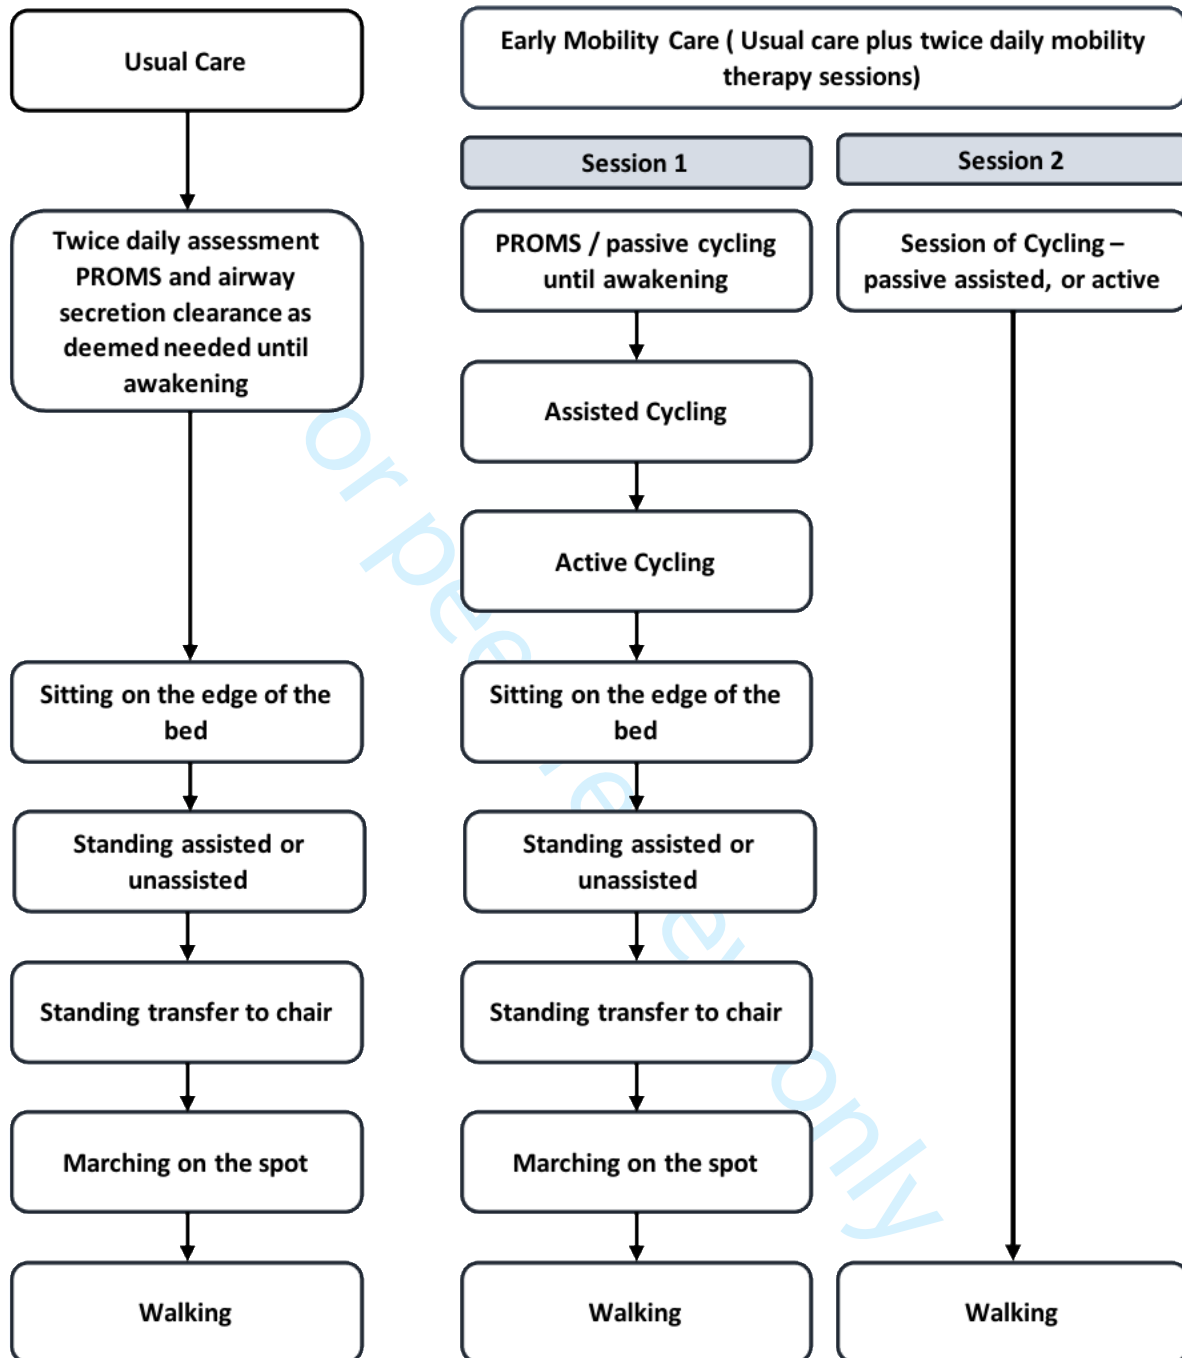 Usual Care
Twice daily assessment
PROMS and airway
secretion clearance as
deemed needed until
awakening
Sitting on the edge of the
bed
Standing assisted or
unassisted
Standing transfer to chair
Marching on the spot
Walking
Early Mobility Care ( Usual care plus twice daily mobility
therapy sessions)
Session 1
PROMS / passive cycling
until awakening
Assisted Cycling
Active Cycling
Sitting on the edge of the
bed
Standing assisted or
unassisted
Standing transfer to chair
Marching on the spot
Walking
Session 2
Session of Cycling –
passive assisted, or active
Walking